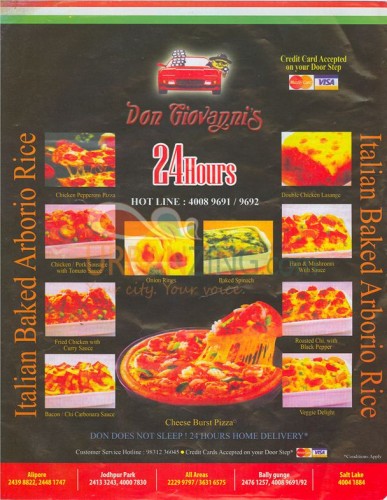 Credit Card Accepted
on your Door Step
MasterCard VISA
Don Giovanni's
24 Hours
HOT LINE : 4008 9691 / 9692
Italian Baked Arborio Rice
Italian Baked Arborio Rice
Chicken Pepperoni Pizza
Double Chicken Lasagne
Chicken / Pork Sausage
with Tomato Sauce
Onion Rings
Baked Spinach
Ham & Mushroom
With Sauce
Fried Chicken with
Curry Sauce
Roasted Chi. with
Black Pepper
Bacon / Chi Carbonara Sauce
Veggie Delight
Cheese Burst Pizza
DON DOES NOT SLEEP ! 24 HOURS HOME DELIVERY*
Customer Service Hotline : 98312 36045 Credit Cards Accepted on your Door Step* MasterCard VISA
*Conditions Apply
Alipore
2439 8822, 2448 1747
Jodhpur Park
2413 3243, 4000 7830
All Areas
2229 9797/ 3631 6575
Bally gunge
2476 1257, 4008 9691/92
Salt Lake
4004 1884